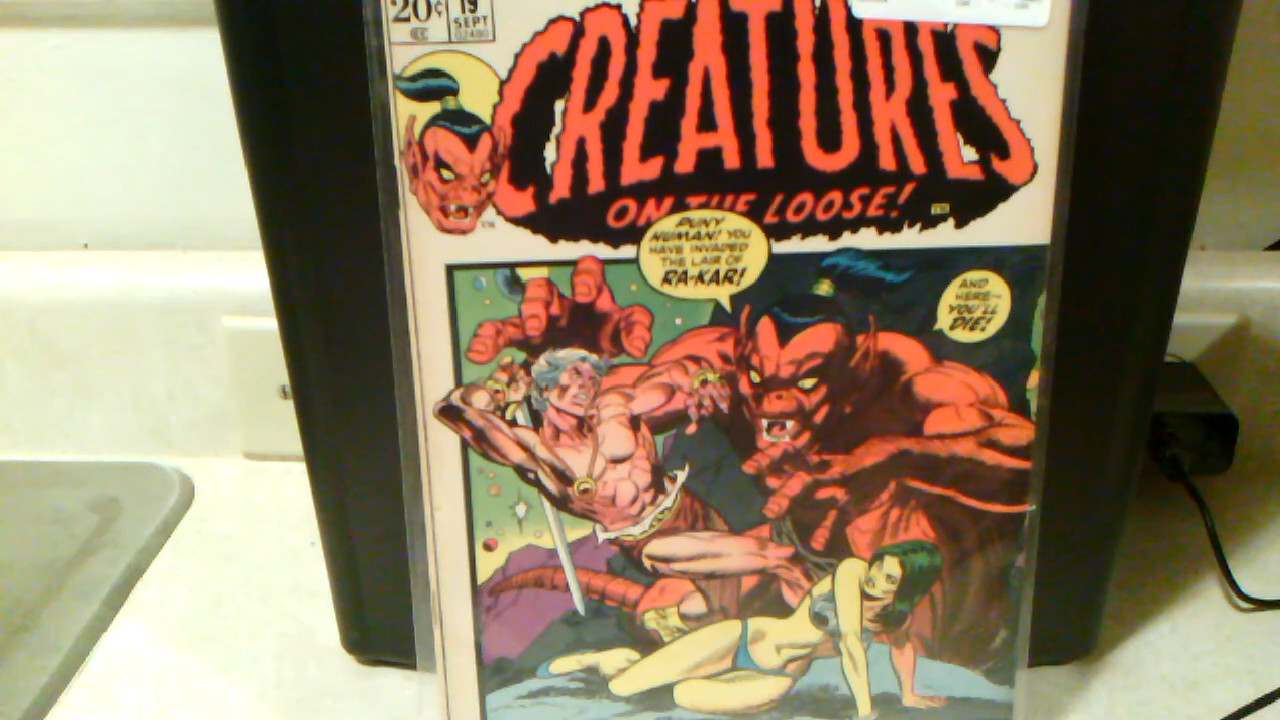 20¢ 19
SEPT
02480
CC
CREATURES
TM
ON THE LOOSE! TM
PUNY
HUMAN! YOU
HAVE INVADED
THE LAIR OF
RA-KAR!
AND
HERE--
YOU'LL
DIE!